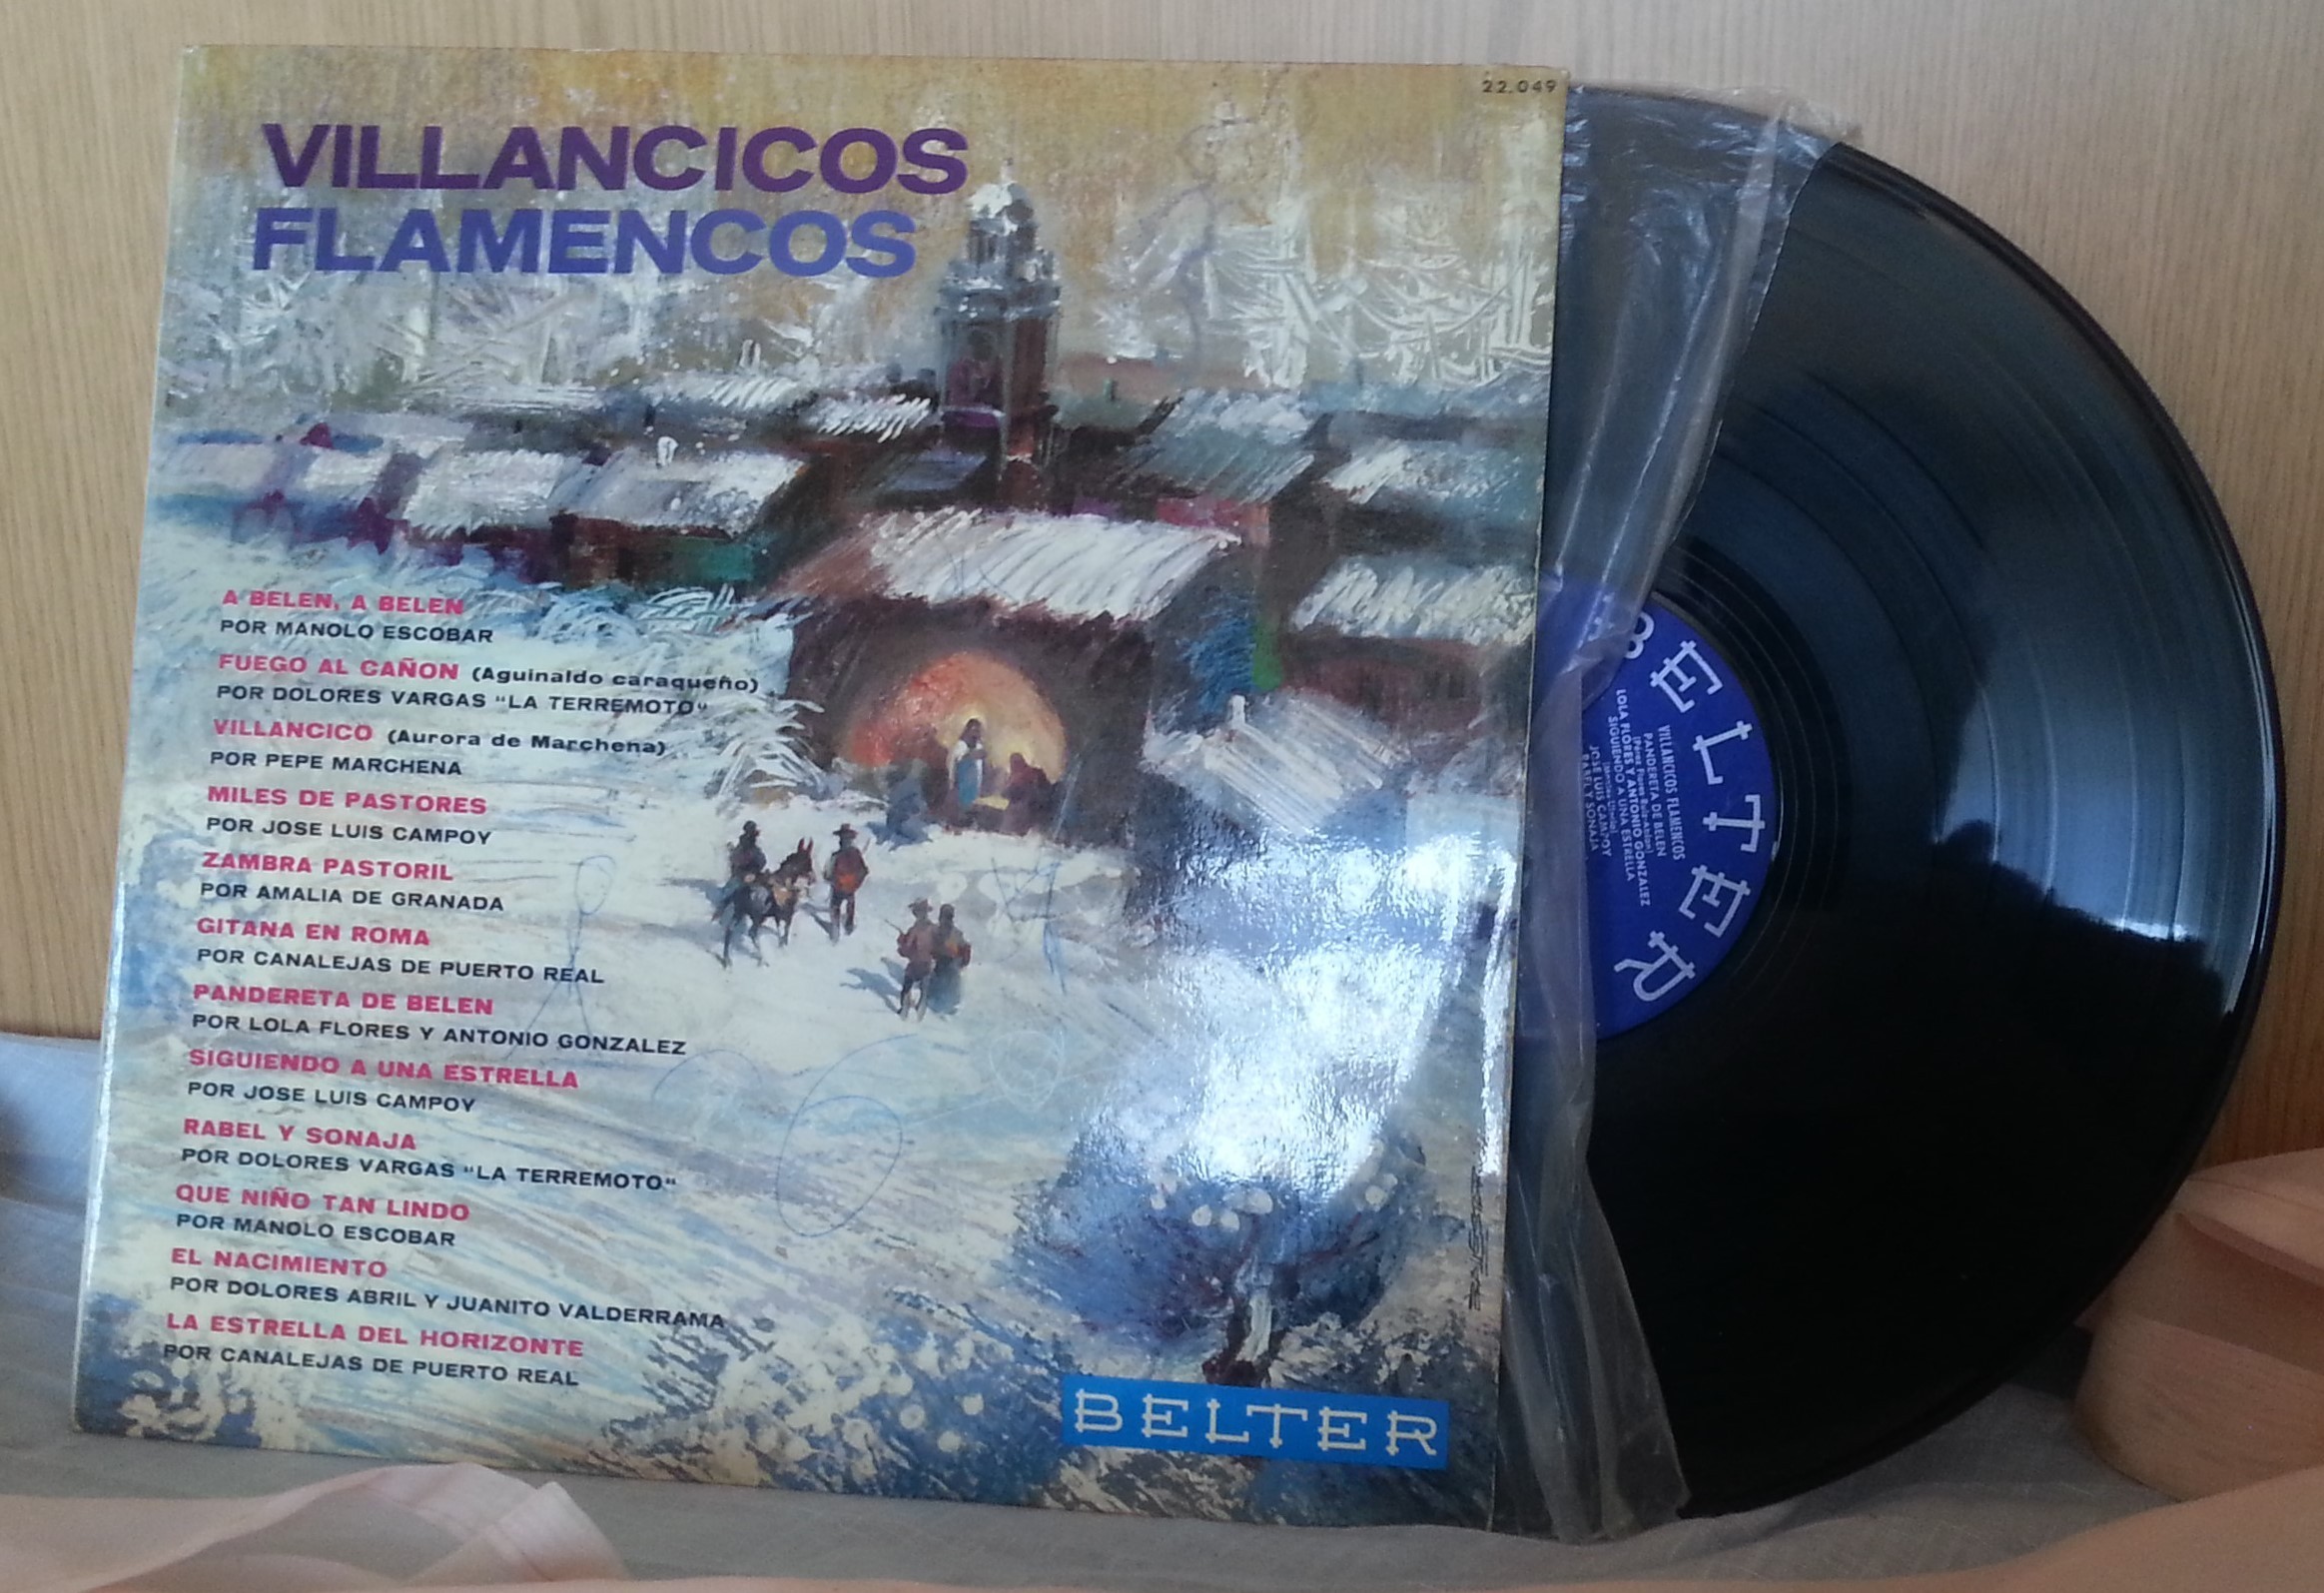 22.049
VILLANCICOS
FLAMENCOS
A BELEN, A BELEN
POR MANOLO ESCOBAR
FUEGO AL CAÑON (Aguinaldo caraqueño)
POR DOLORES VARGAS "LA TERREMOTO"
VILLANCICO (Aurora de Marchena)
POR PEPE MARCHENA
MILES DE PASTORES
POR JOSE LUIS CAMPOY
ZAMBRA PASTORIL
POR AMALIA DE GRANADA
GITANA EN ROMA
POR CANALEJAS DE PUERTO REAL
PANDERETA DE BELEN
POR LOLA FLORES Y ANTONIO GONZALEZ
SIGUIENDO A UNA ESTRELLA
POR JOSE LUIS CAMPOY
RABEL Y SONAJA
POR DOLORES VARGAS "LA TERREMOTO"
QUE NIÑO TAN LINDO
POR MANOLO ESCOBAR
EL NACIMIENTO
POR DOLORES ABRIL Y JUANITO VALDERRAMA
LA ESTRELLA DEL HORIZONTE
POR CANALEJAS DE PUERTO REAL
BELTER
BELTER
VILLANCICOS FLAMENCOS
PANDERETA DE BELEN
LOLA FLORES Y ANTONIO GONZALEZ
SIGUIENDO A UNA ESTRELLA
JOSE LUIS CAMPOY
RABEL Y SONAJA